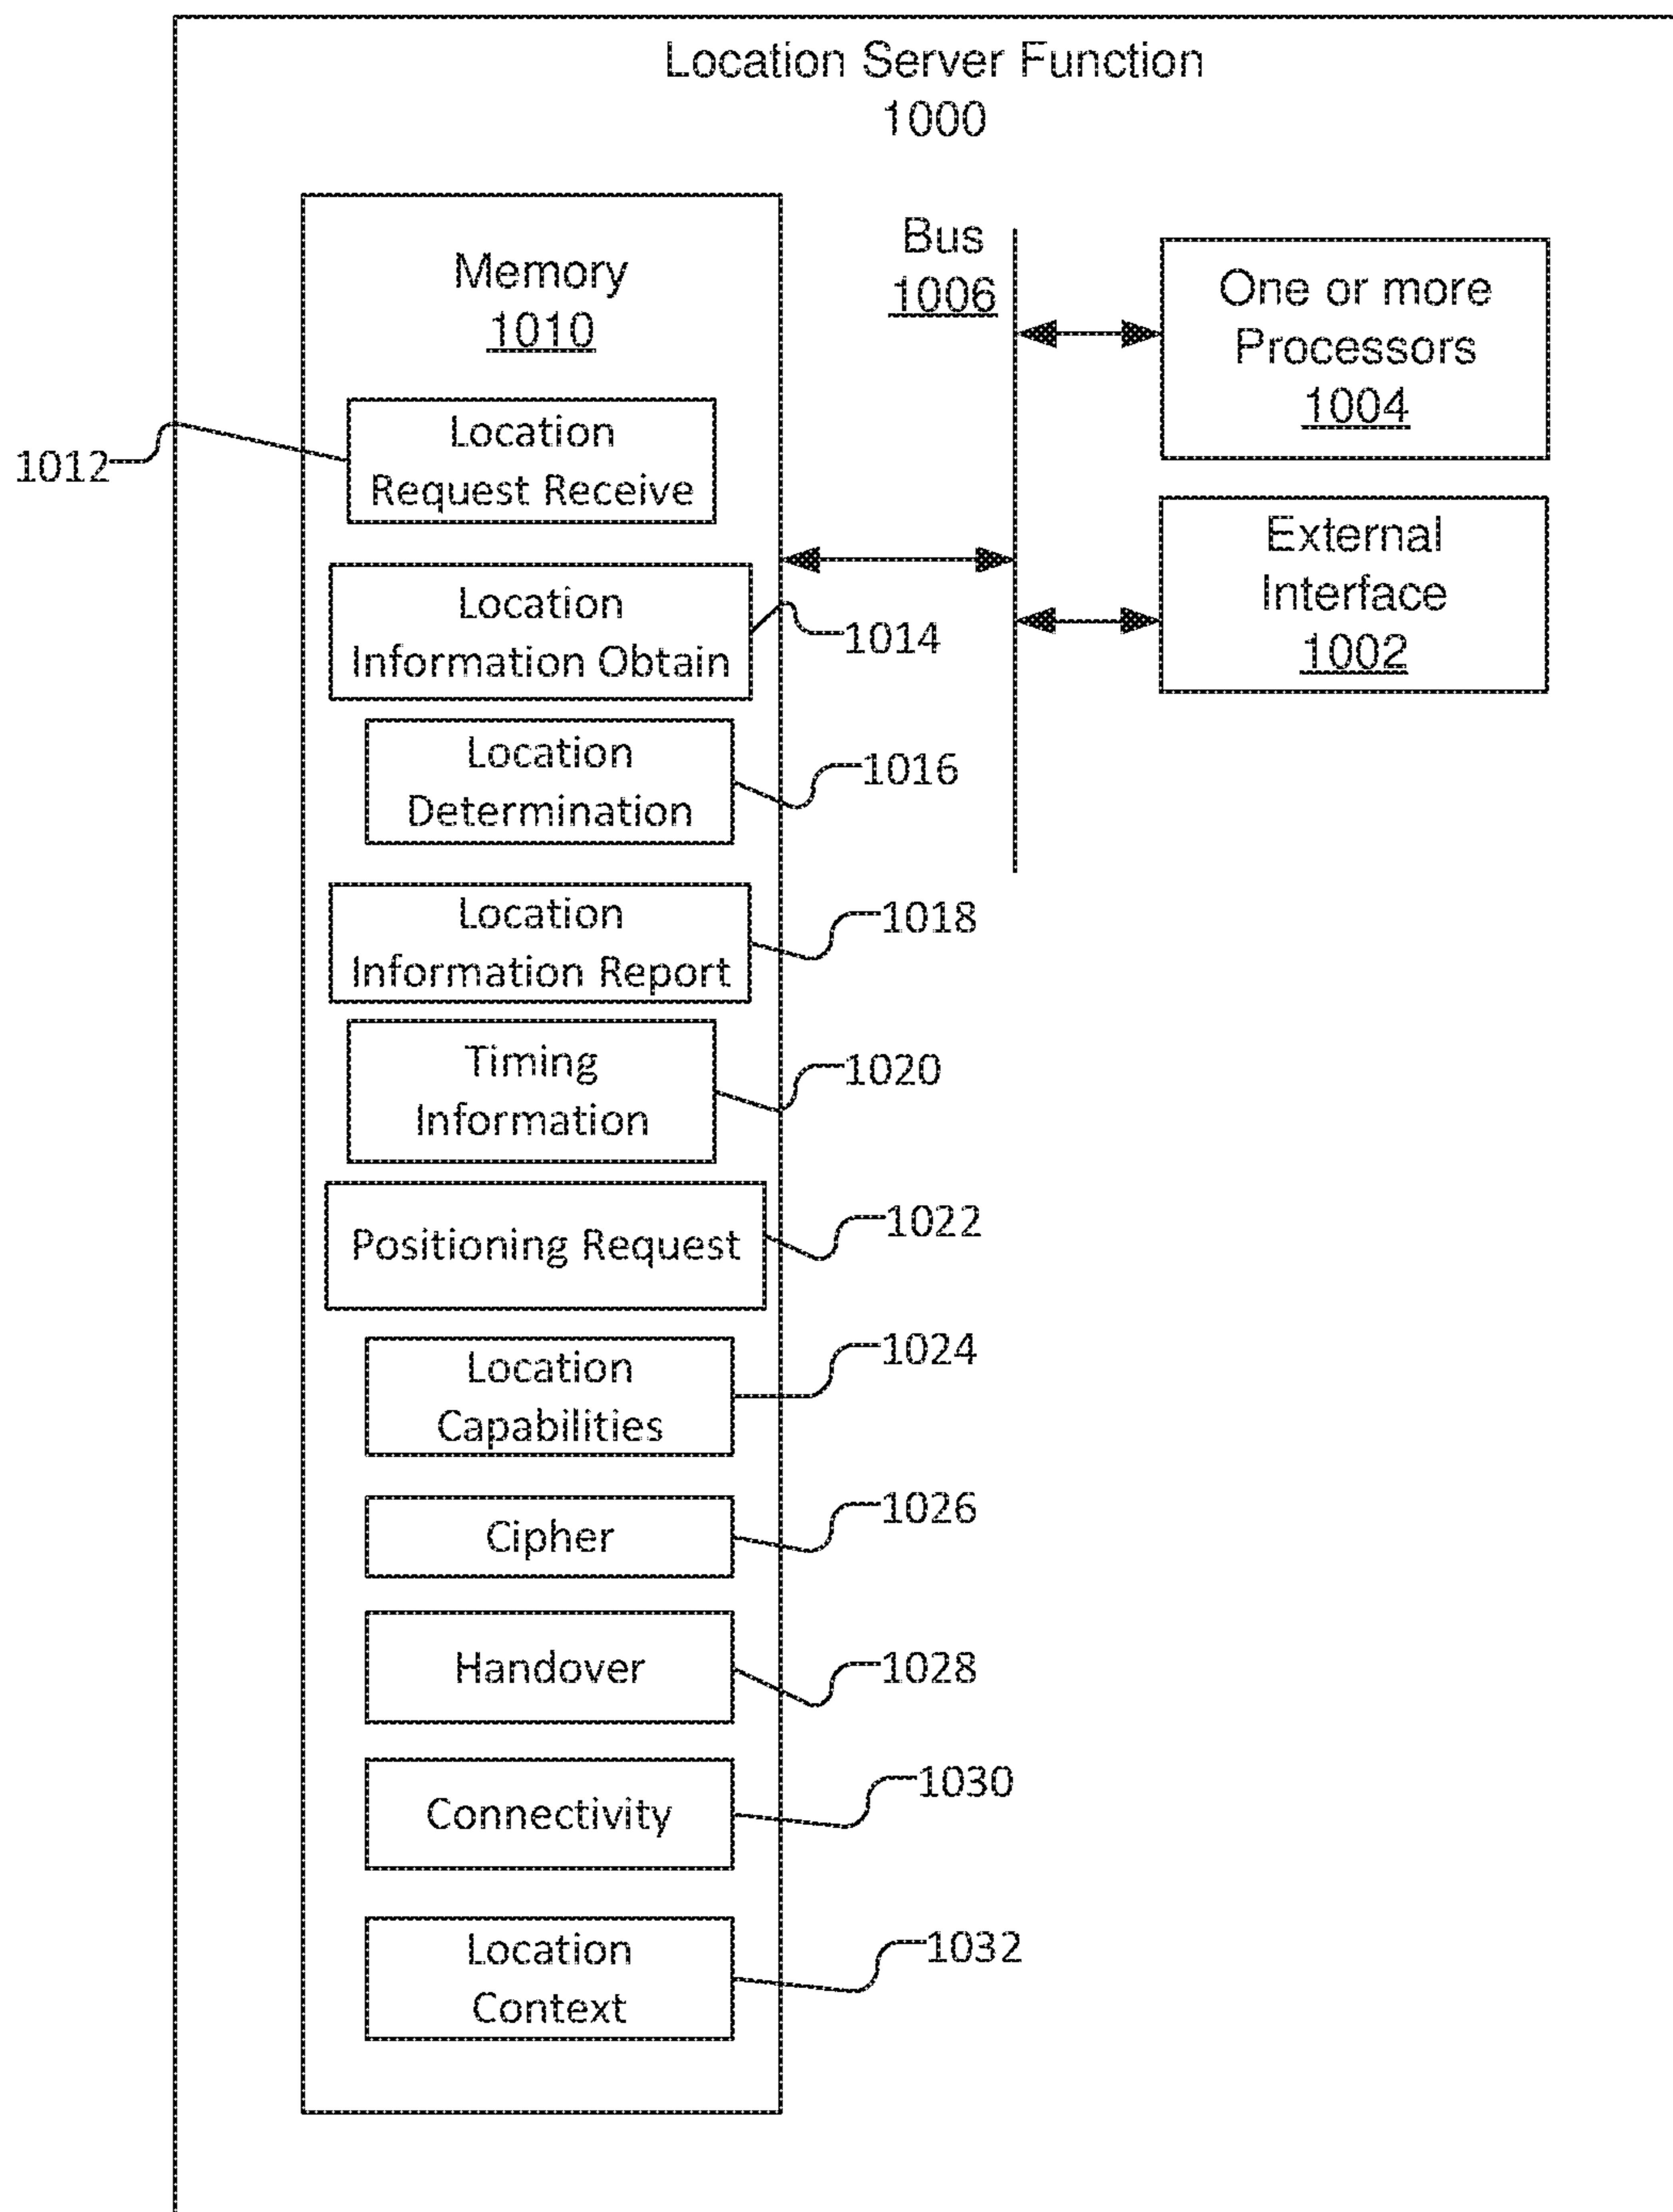 Location Server Function
1000
Memory
1010
Bus
1006
One or more
Processors
1004
External
Interface
1002
1012
Location
Request Receive
Location
Information Obtain
1014
Location
Determination
1016
Location
Information Report
1018
Timing
Information
1020
Positioning Request
1022
Location
Capabilities
1024
Cipher
1026
Handover
1028
Connectivity
1030
Location
Context
1032